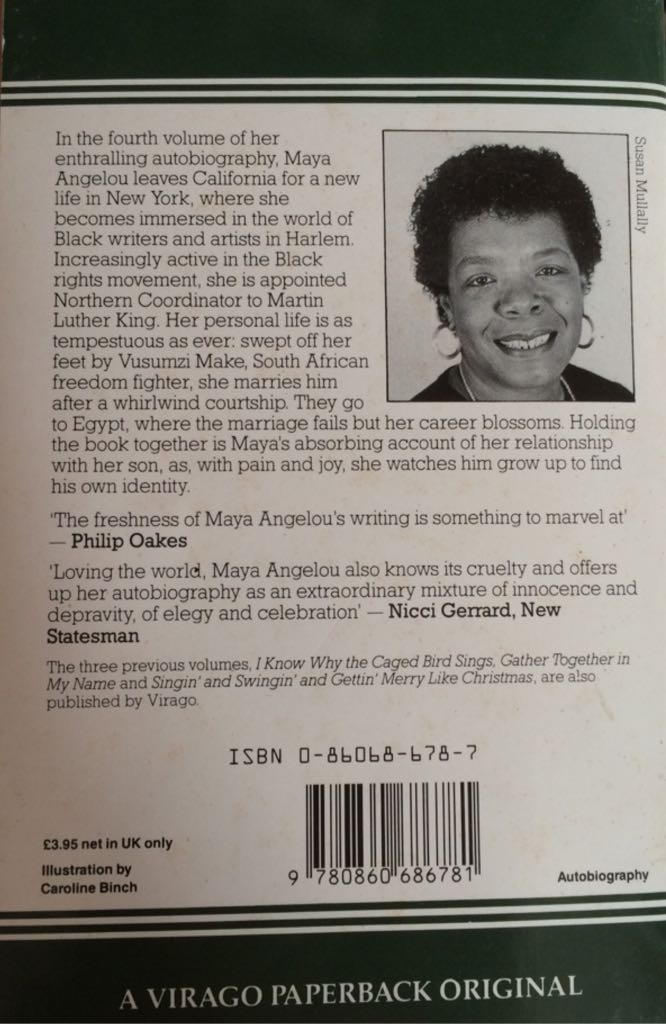 In the fourth volume of her
enthralling autobiography, Maya
Angelou leaves California for a new
life in New York, where she
becomes immersed in the world of
Black writers and artists in Harlem.
Increasingly active in the Black
rights movement, she is appointed
Northern Coordinator to Martin
Luther King. Her personal life is as
tempestuous as ever: swept off her
feet by Vusumzi Make, South African
freedom fighter, she marries him
after a whirlwind courtship. They go
to Egypt, where the marriage fails but her career blossoms. Holding
the book together is Maya's absorbing account of her relationship
with her son, as, with pain and joy, she watches him grow up to find
his own identity.
Susan Mullally
'The freshness of Maya Angelou's writing is something to marvel at'
— Philip Oakes
'Loving the world, Maya Angelou also knows its cruelty and offers
up her autobiography as an extraordinary mixture of innocence and
depravity, of elegy and celebration' — Nicci Gerrard, New
Statesman
The three previous volumes, I Know Why the Caged Bird Sings, Gather Together in
My Name and Singin' and Swingin' and Gettin' Merry Like Christmas, are also
published by Virago.
ISBN 0-86068-678-7
9 780860 686781
£3.95 net in UK only
Illustration by
Caroline Binch
Autobiography
A VIRAGO PAPERBACK ORIGINAL